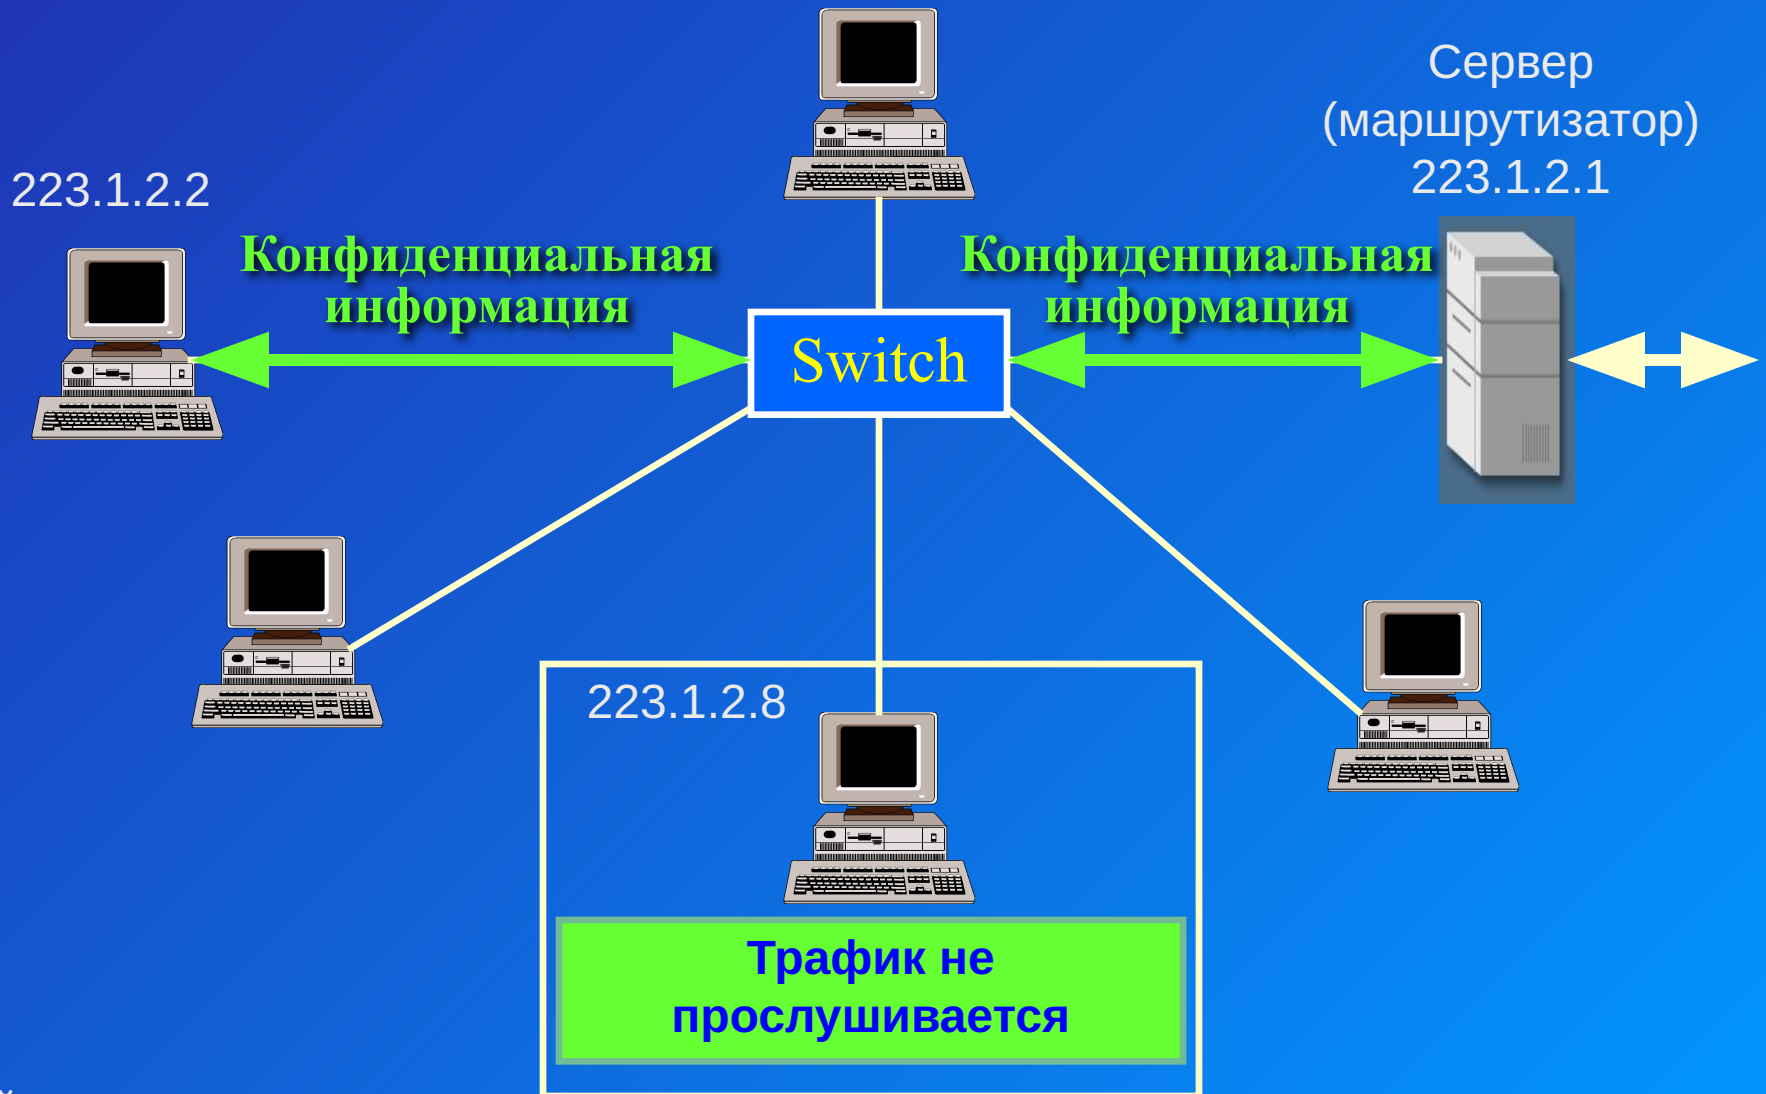 Сервер
(маршрутизатор)
223.1.2.1
223.1.2.2
Конфиденциальная
информация
Конфиденциальная
информация
Switch
223.1.2.8
Трафик не
прослушивается